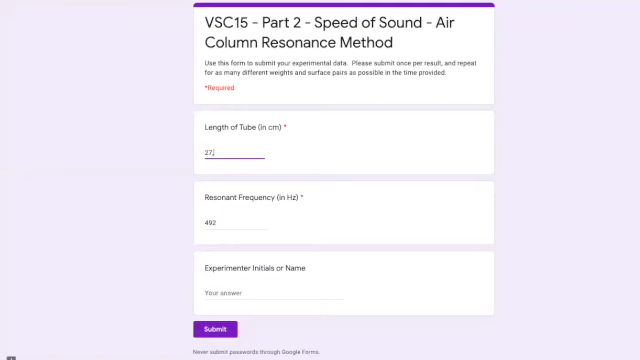 VSC15 - Part 2 - Speed of Sound - Air
Column Resonance Method
Use this form to submit your experimental data. Please submit once per result, and repeat
for as many different weights and surface pairs as possible in the time provided.
*Required
Length of Tube (in cm) *
27
Resonant Frequency (in Hz) *
492
Experimenter Initials or Name
Your answer
Submit
Never submit passwords through Google Forms.